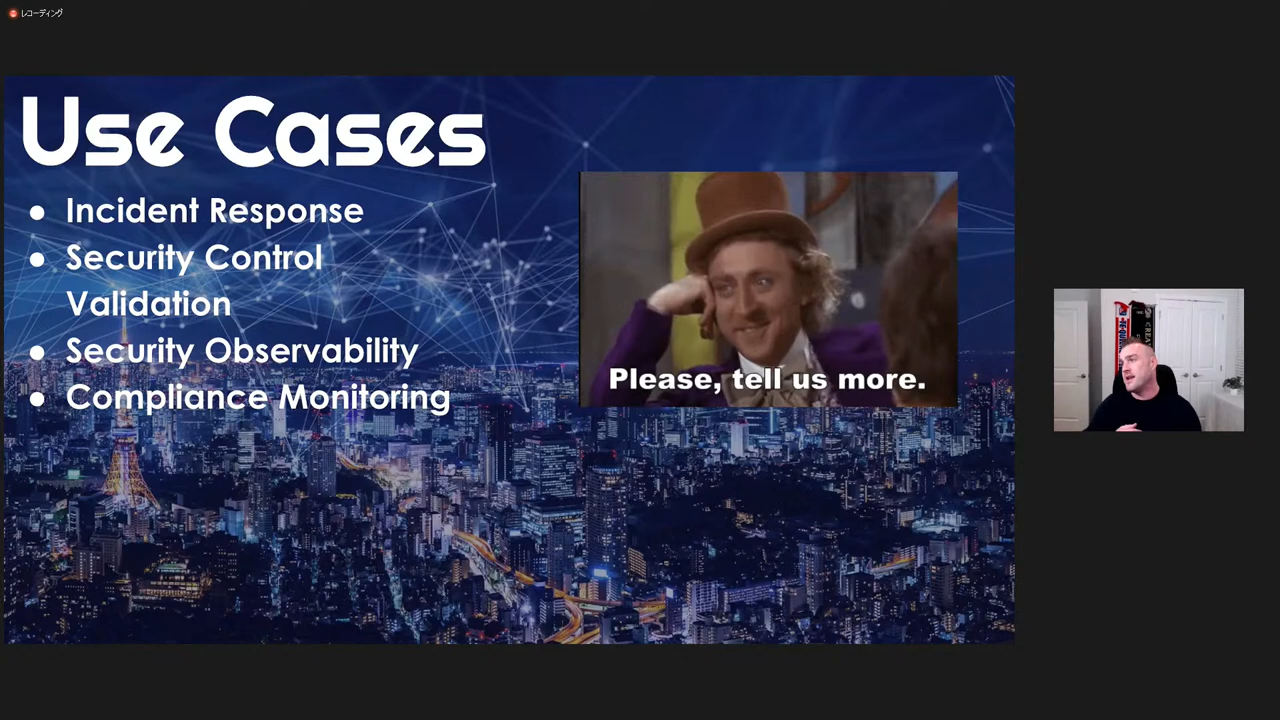 レコーディング
Use Cases
● Incident Response
● Security Control
Validation
● Security Observability
● Compliance Monitoring
Please, tell us more.